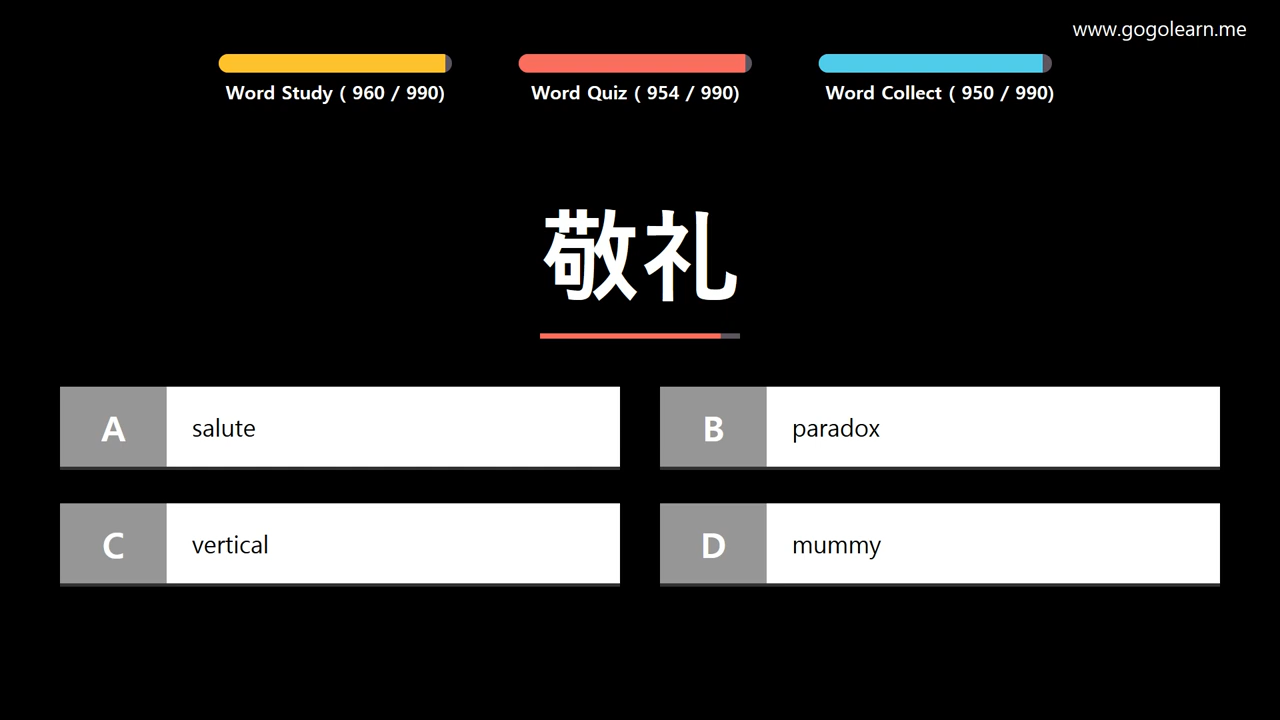 www.gogolearn.me
Word Study ( 960 / 990)
Word Quiz ( 954 / 990)
Word Collect ( 950 / 990)
敬礼
A salute
B paradox
C vertical
D mummy